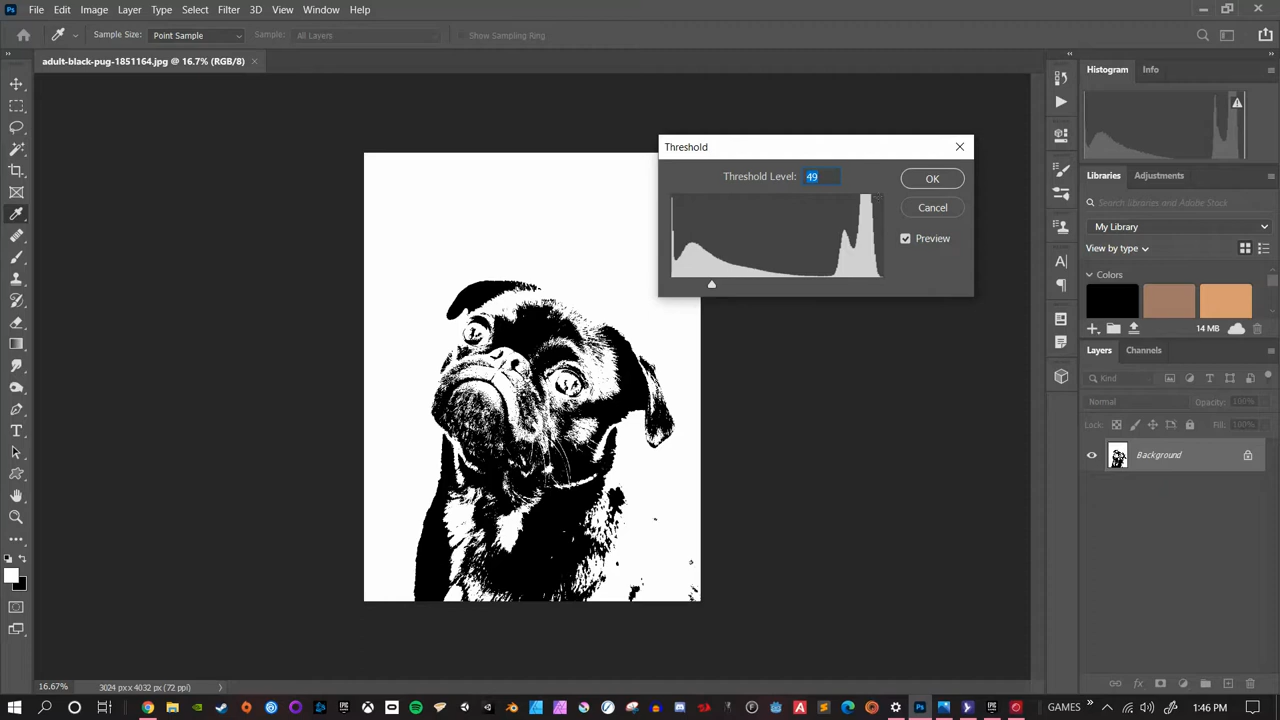 Ps File Edit Image Layer Type Select Filter 3D View Window Help
Sample Size: Point Sample Sample: All Layers Show Sampling Ring
adult-black-pug-1851164.jpg @ 16.7% (RGB/8)
Histogram Info
Threshold
Threshold Level: 49
OK
Cancel
Preview
Libraries Adjustments
Search libraries and Adobe Stock
My Library
View by type
Colors
14 MB
Layers Channels
Kind
Normal Opacity: 100%
Lock: Fill: 100%
Background
16.67% 3024 px x 4032 px (72 ppi)
GAMES 1:46 PM